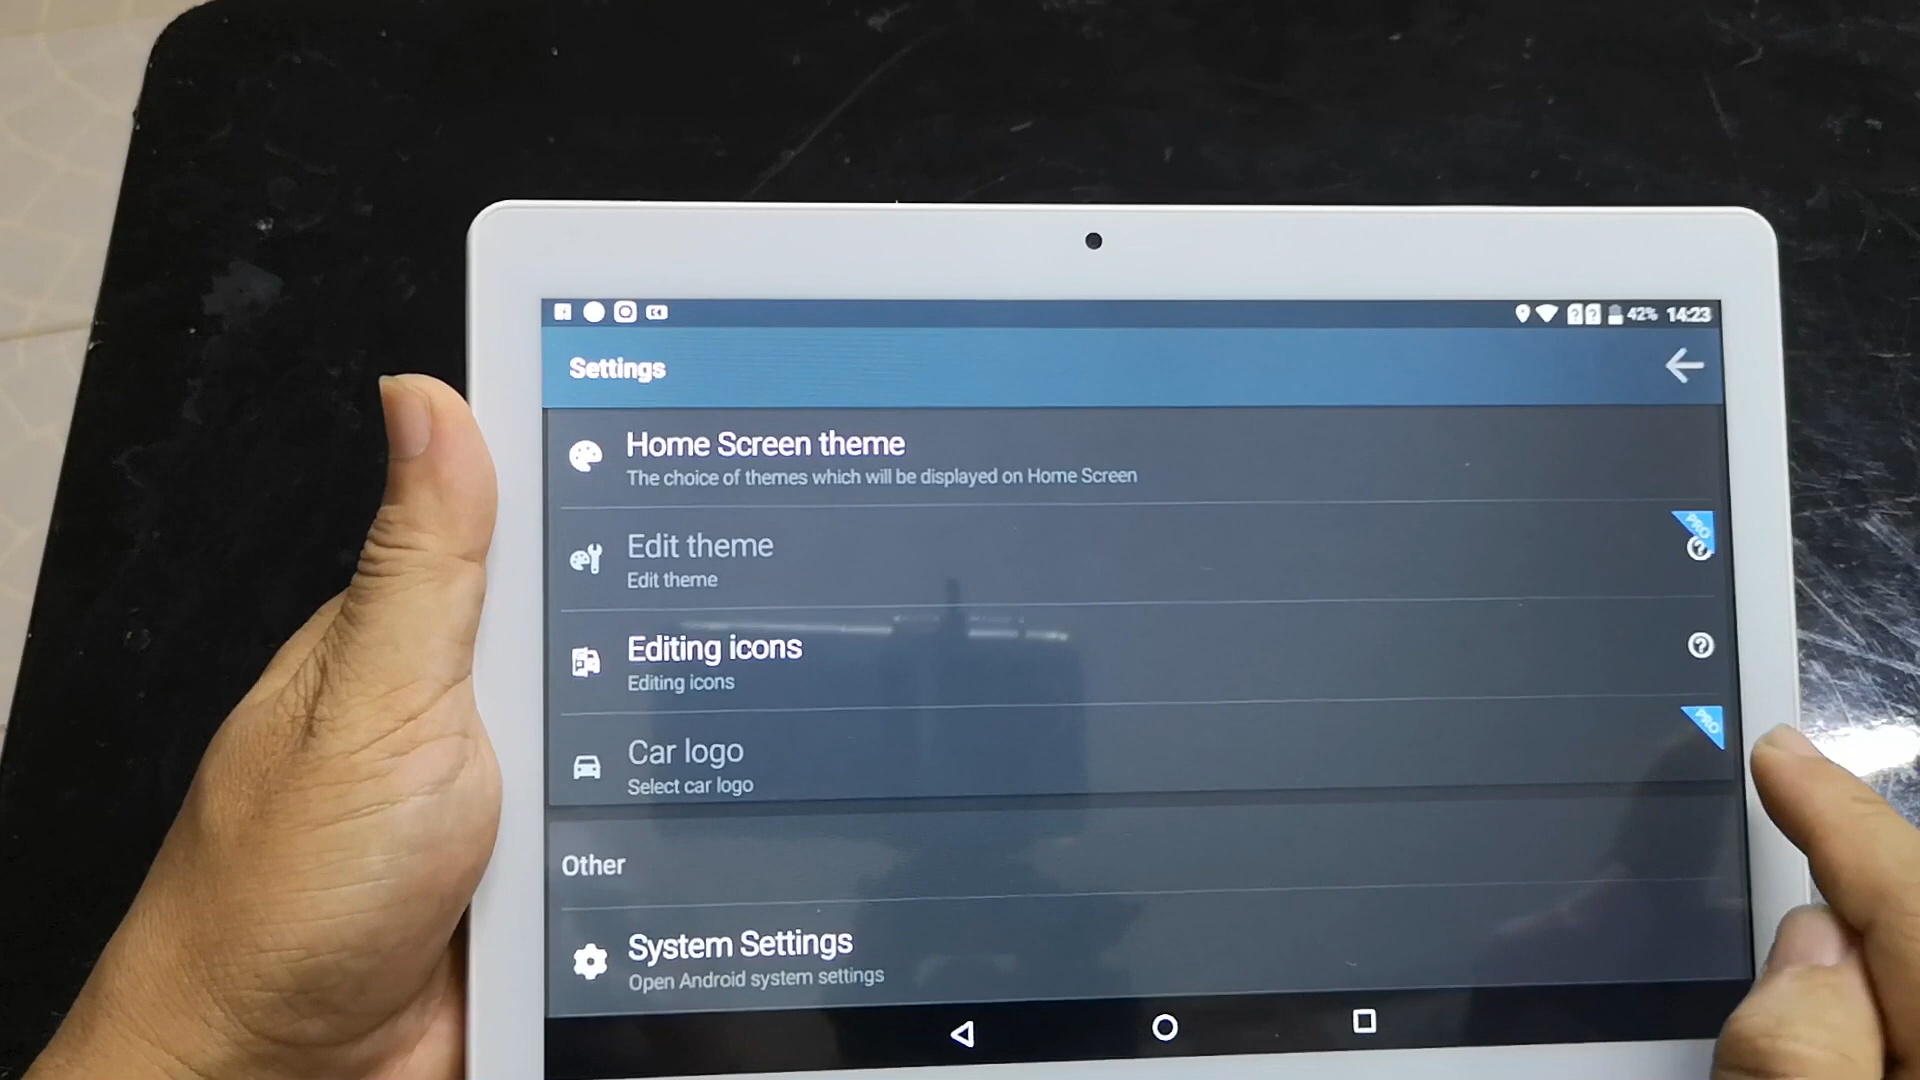 42% 14:23
Settings
Home Screen theme
The choice of themes which will be displayed on Home Screen
PRO
Edit theme
Edit theme
Editing icons
Editing icons
PRO
Car logo
Select car logo
Other
System Settings
Open Android system settings